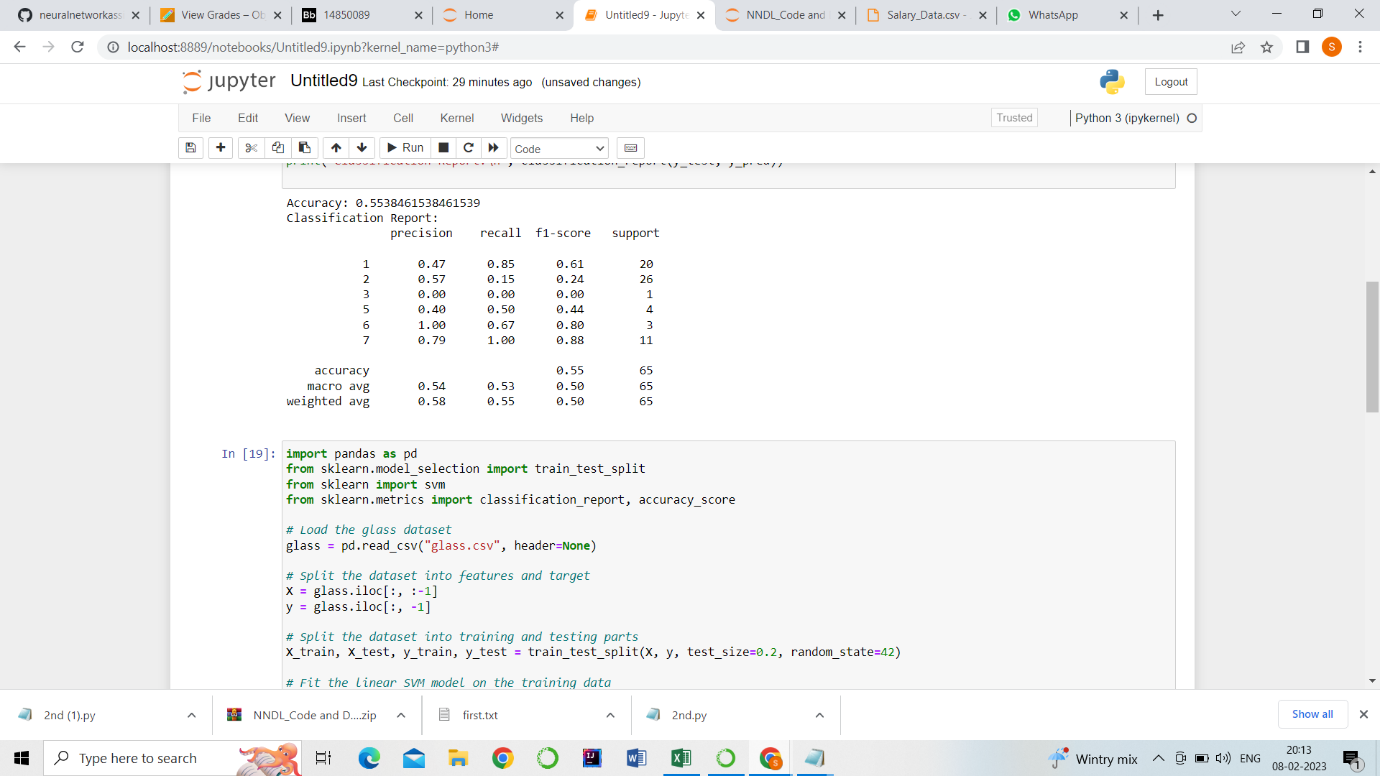 neuralnetworkass
View Grades – Ob
Bb 14850089
Home
Untitled9 - Jupyte
NNDL_Code and
Salary_Data.csv -
WhatsApp
localhost:8889/notebooks/Untitled9.ipynb?kernel_name=python3#
S
jupyter Untitled9 Last Checkpoint: 29 minutes ago (unsaved changes)
Logout
File Edit View Insert Cell Kernel Widgets Help
Trusted
Python 3 (ipykernel)
Run
Code
Accuracy: 0.5538461538461539
Classification Report:
precision recall f1-score support
1 0.47 0.85 0.61 20
2 0.57 0.15 0.24 26
3 0.00 0.00 0.00 1
5 0.40 0.50 0.44 4
6 1.00 0.67 0.80 3
7 0.79 1.00 0.88 11
accuracy 0.55 65
macro avg 0.54 0.53 0.50 65
weighted avg 0.58 0.55 0.50 65
In [19]: import pandas as pd
from sklearn.model_selection import train_test_split
from sklearn import svm
from sklearn.metrics import classification_report, accuracy_score
# Load the glass dataset
glass = pd.read_csv("glass.csv", header=None)
# Split the dataset into features and target
X = glass.iloc[:, :-1]
y = glass.iloc[:, -1]
# Split the dataset into training and testing parts
X_train, X_test, y_train, y_test = train_test_split(X, y, test_size=0.2, random_state=42)
# Fit the linear SVM model on the training data
2nd (1).py
NNDL_Code and D....zip
first.txt
2nd.py
Show all
Type here to search
Wintry mix
ENG
20:13
08-02-2023
1